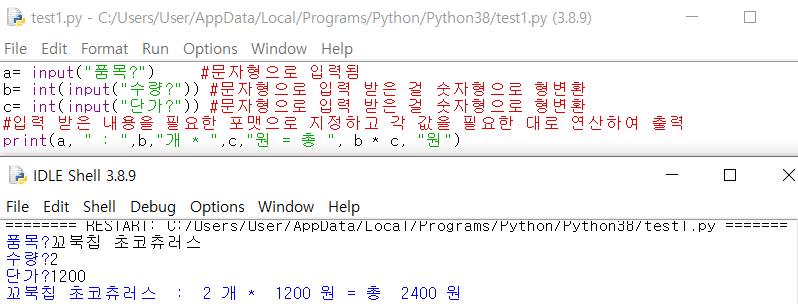 test1.py - C:/Users/User/AppData/Local/Programs/Python/Python38/test1.py (3.8.9)
File Edit Format Run Options Window Help
a= input("품목?") #문자형으로 입력됨
b= int(input("수량?")) #문자형으로 입력 받은 걸 숫자형으로 형변환
c= int(input("단가?")) #문자형으로 입력 받은 걸 숫자형으로 형변환
#입력 받은 내용을 필요한 포맷으로 지정하고 각 값을 필요한 대로 연산하여 출력
print(a, " : ",b,"개 * ",c,"원 = 총 ", b * c, "원")
IDLE Shell 3.8.9
File Edit Shell Debug Options Window Help
======== RESTART: C:/Users/User/AppData/Local/Programs/Python/Python38/test1.py =======
품목?꼬북칩 초코츄러스
수량?2
단가?1200
꼬북칩 초코츄러스  :  2 개 *  1200 원 = 총  2400 원